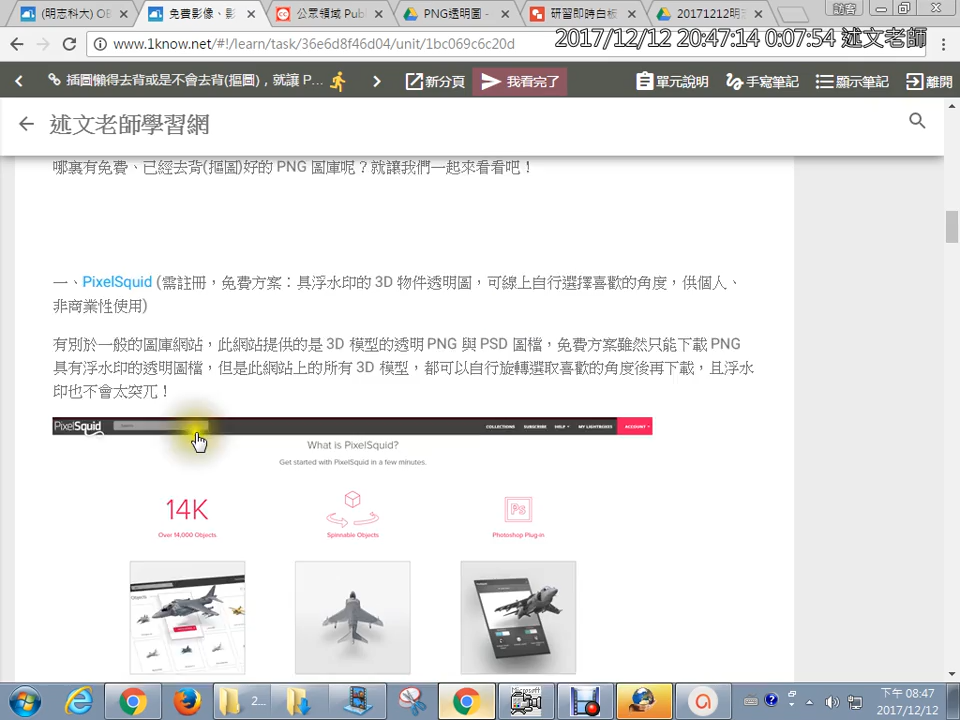 (明志科大) OB
免費影像、影
公眾領域 Publ
PNG透明圖 -
研習即時白板
20171212明志
訪客
www.1know.net/#!/learn/task/36e6d8f46d04/unit/1bc069c6c20d
2017/12/12 20:47:14 0:07:54 述文老師
插圖懶得去背或是不會去背(摳圖)，就讓 P...
新分頁
我看完了
單元說明
手寫筆記
顯示筆記
離開
述文老師學習網
哪裏有免費、已經去背(摳圖)好的 PNG 圖庫呢？就讓我們一起來看看吧！
一、PixelSquid (需註冊，免費方案：具浮水印的 3D 物件透明圖，可線上自行選擇喜歡的角度，供個人、
非商業性使用)
有別於一般的圖庫網站，此網站提供的是 3D 模型的透明 PNG 與 PSD 圖檔，免費方案雖然只能下載 PNG
具有浮水印的透明圖檔，但是此網站上的所有 3D 模型，都可以自行旋轉選取喜歡的角度後再下載，且浮水
印也不會太突兀！
PixelSquid
COLLECTIONS
SUBSCRIBE
HELP
MY LIGHTBOXES
ACCOUNT
What is PixelSquid?
Get started with PixelSquid in a few minutes.
14K
Ps
Over 14,000 Objects
Spinnable Objects
Photoshop Plug-in
Objects
2...
Microsoft
下午 08:47
2017/12/12